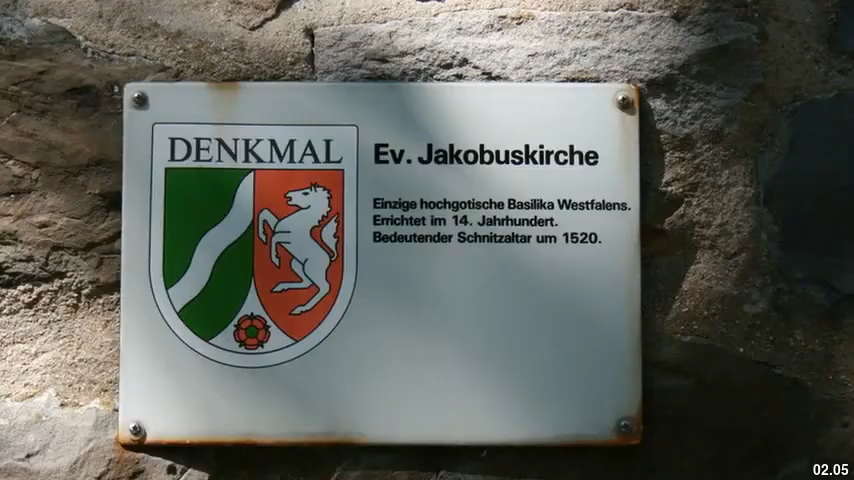 DENKMAL
Ev. Jakobuskirche
Einzige hochgotische Basilika Westfalens.
Errichtet im 14. Jahrhundert.
Bedeutender Schnitzaltar um 1520.
02.05